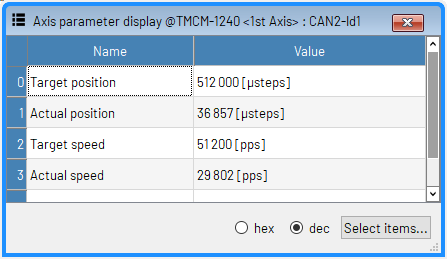 Axis parameter display @TMCM-1240 <1st Axis> : CAN2-Id1
Name Value
0 Target position 512 000 [µsteps]
1 Actual position 36 857 [µsteps]
2 Target speed 51 200 [pps]
3 Actual speed 29 802 [pps]
hex dec Select items...